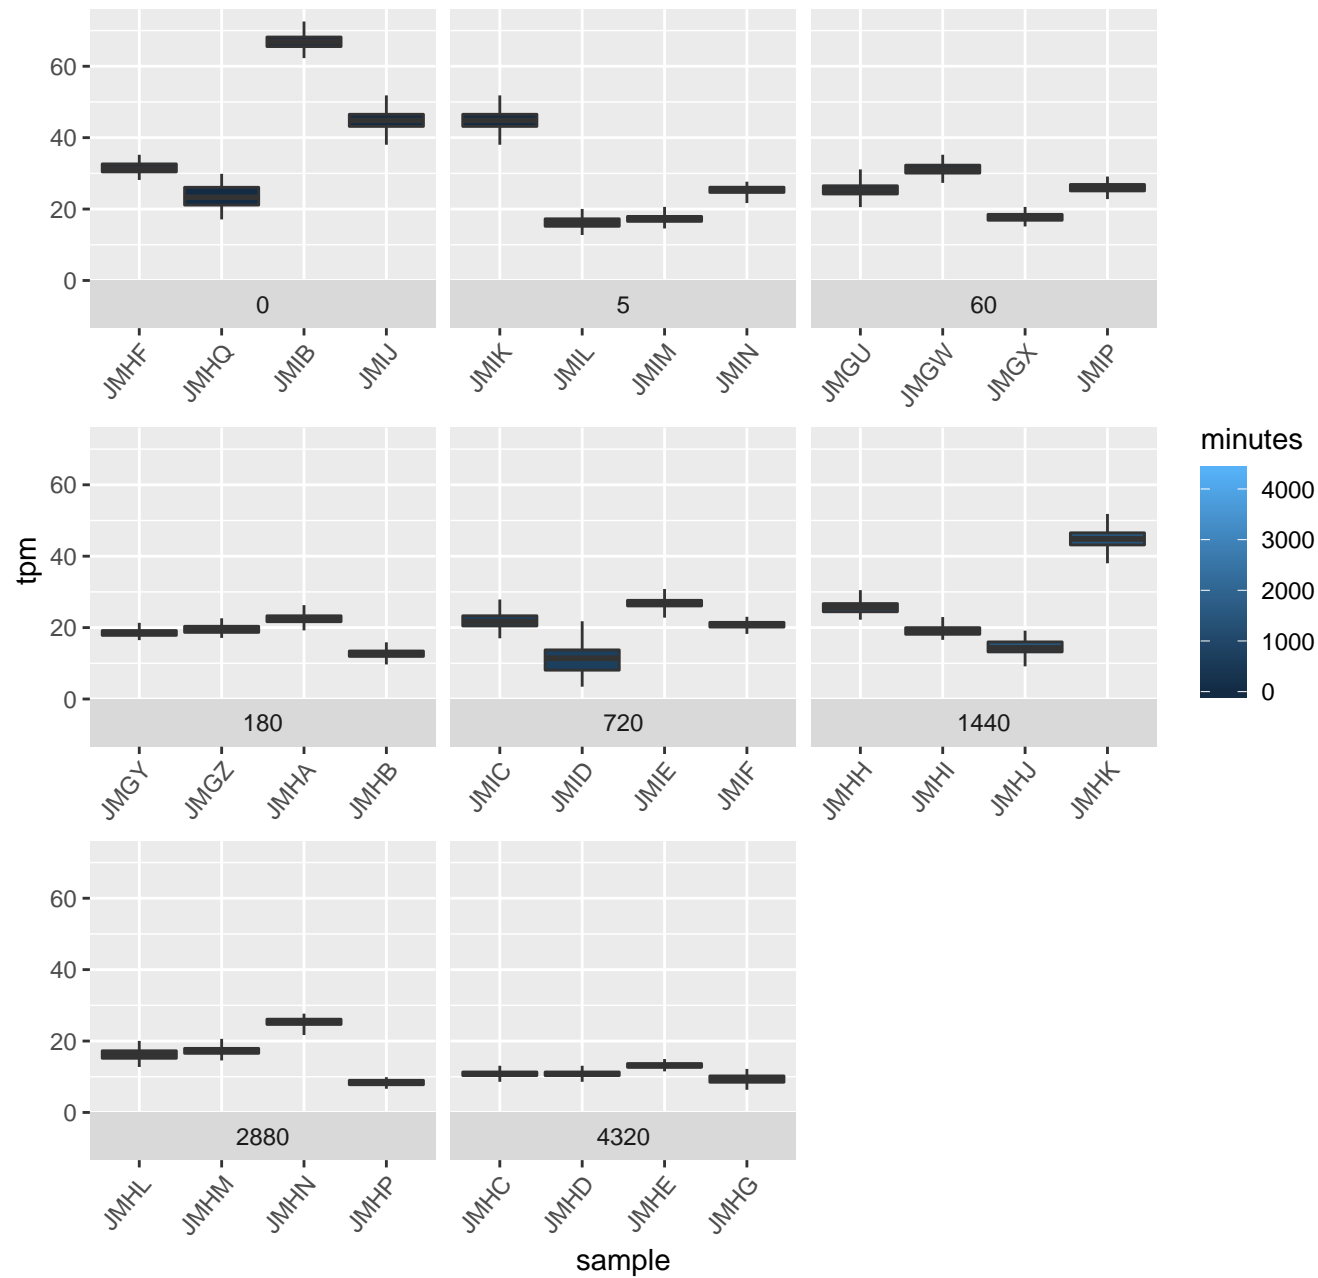 60
40
20
0
0
5
60
JMHF
JMHQ
JMIB
JMIJ
JMIK
JMIL
JMIM
JMIN
JMGU
JMGW
JMGX
JMIP
tpm
60
40
20
0
180
720
1440
JMGY
JMGZ
JMHA
JMHB
JMIC
JMID
JMIE
JMIF
JMHH
JMHI
JMHJ
JMHK
minutes
4000
3000
2000
1000
0
60
40
20
0
2880
4320
JMHL
JMHM
JMHN
JMHP
JMHC
JMHD
JMHE
JMHG
sample